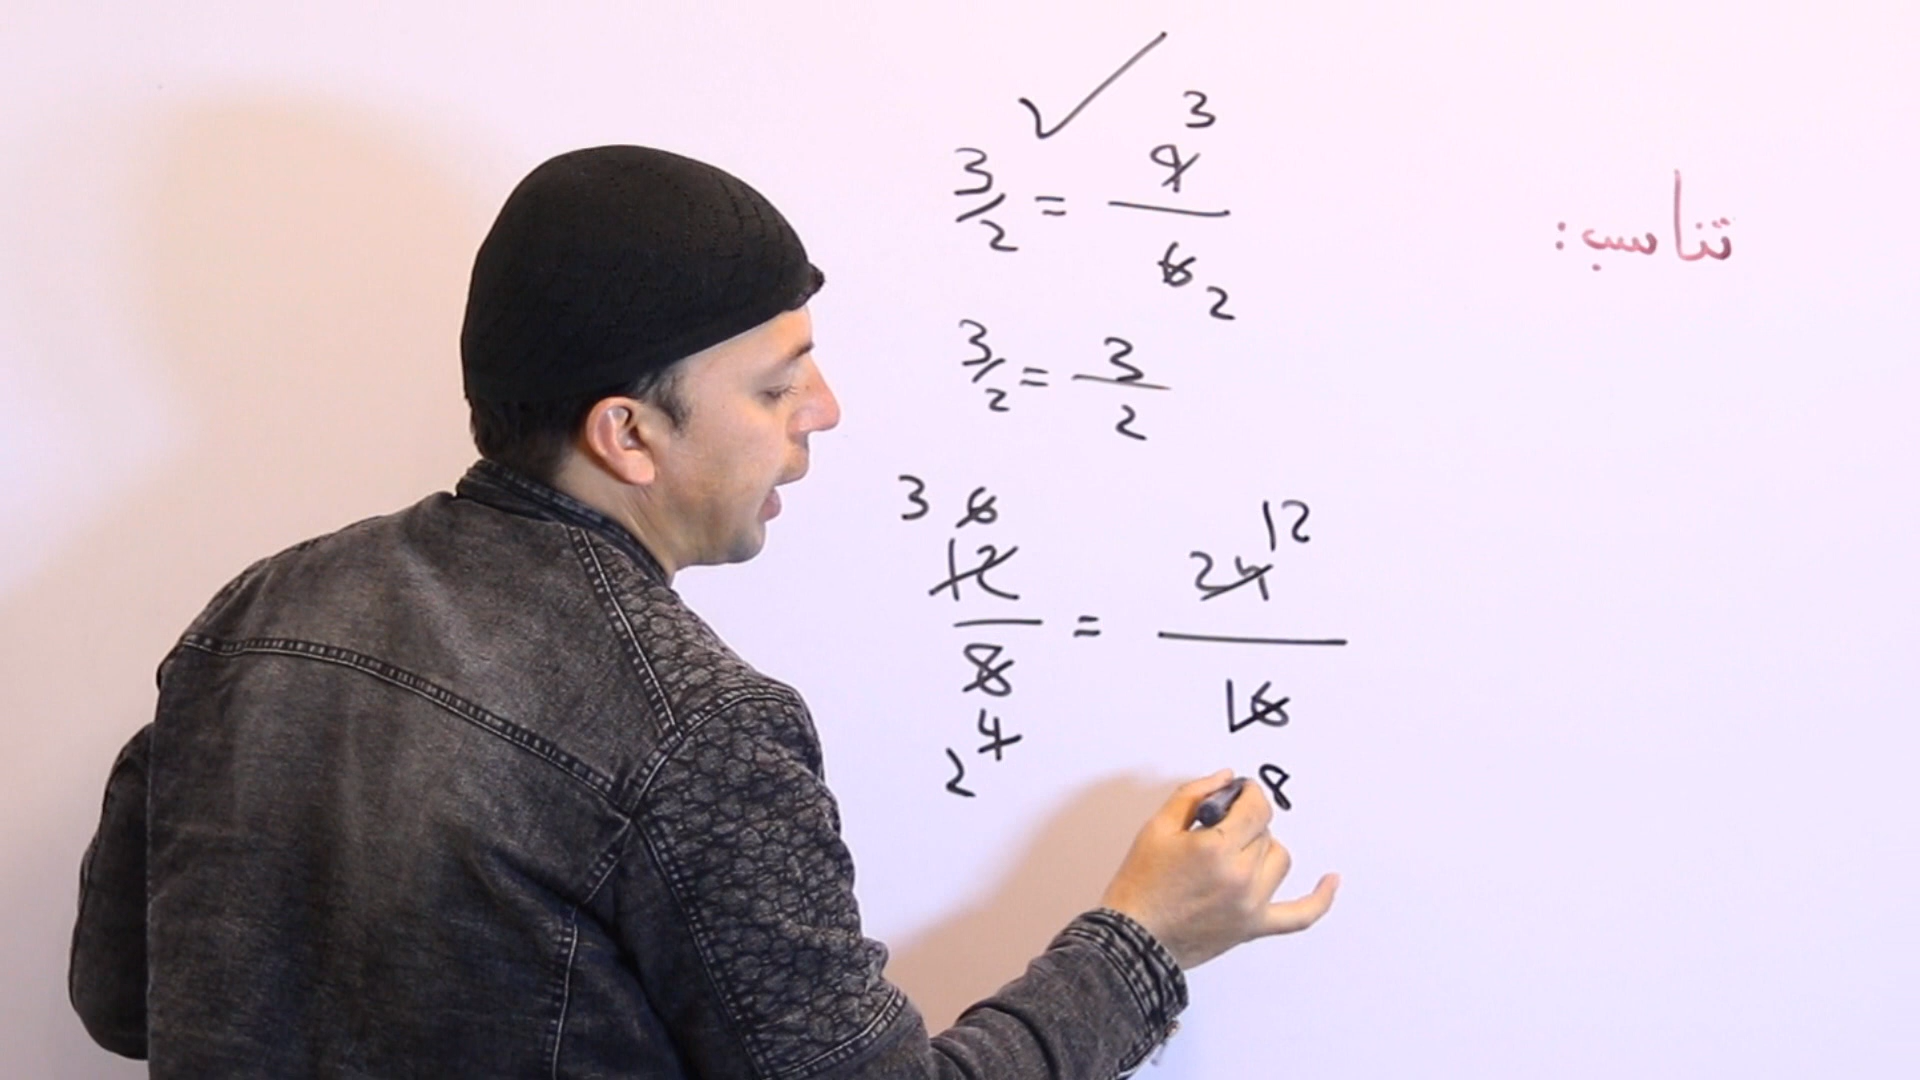 تناسب:
✓
3
3/2 = 9/6
2
3/2 = 3/2
3 6 12
12/8 = 24/16
4 8
2